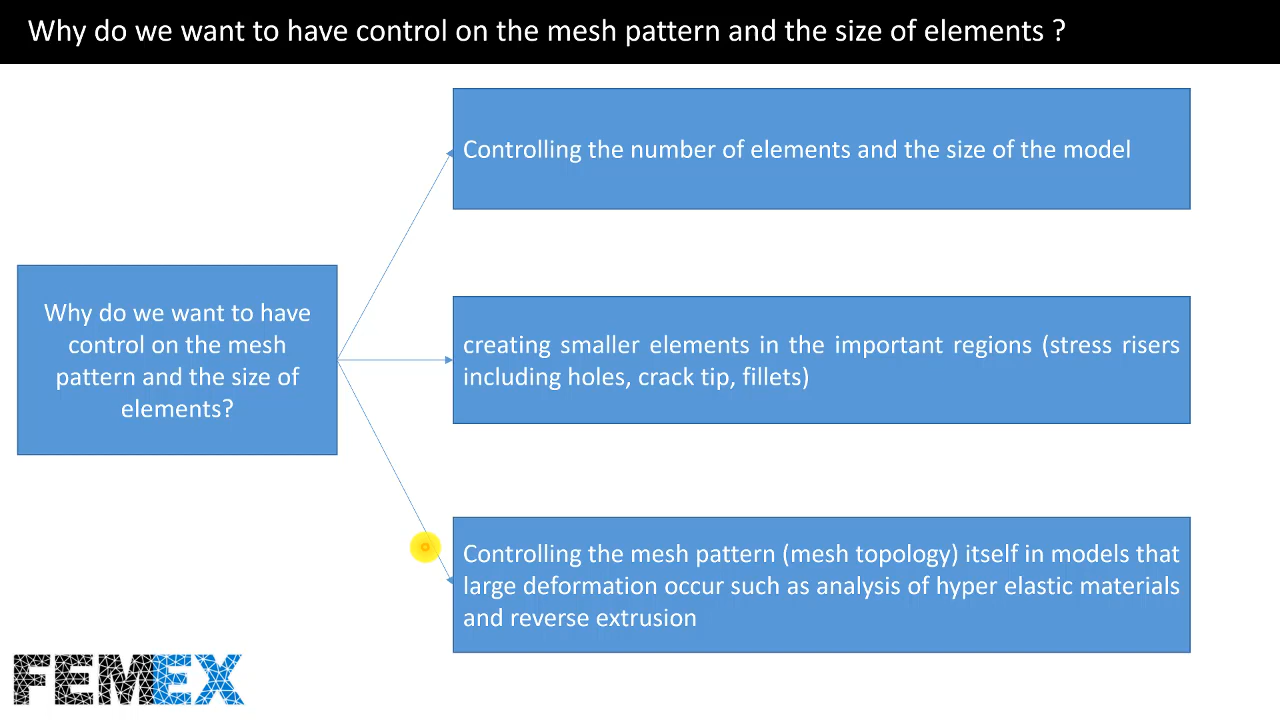 Why do we want to have control on the mesh pattern and the size of elements ?
Controlling the number of elements and the size of the model
Why do we want to have
control on the mesh
pattern and the size of
elements?
creating smaller elements in the important regions (stress risers
including holes, crack tip, fillets)
Controlling the mesh pattern (mesh topology) itself in models that
large deformation occur such as analysis of hyper elastic materials
and reverse extrusion
FEMEX